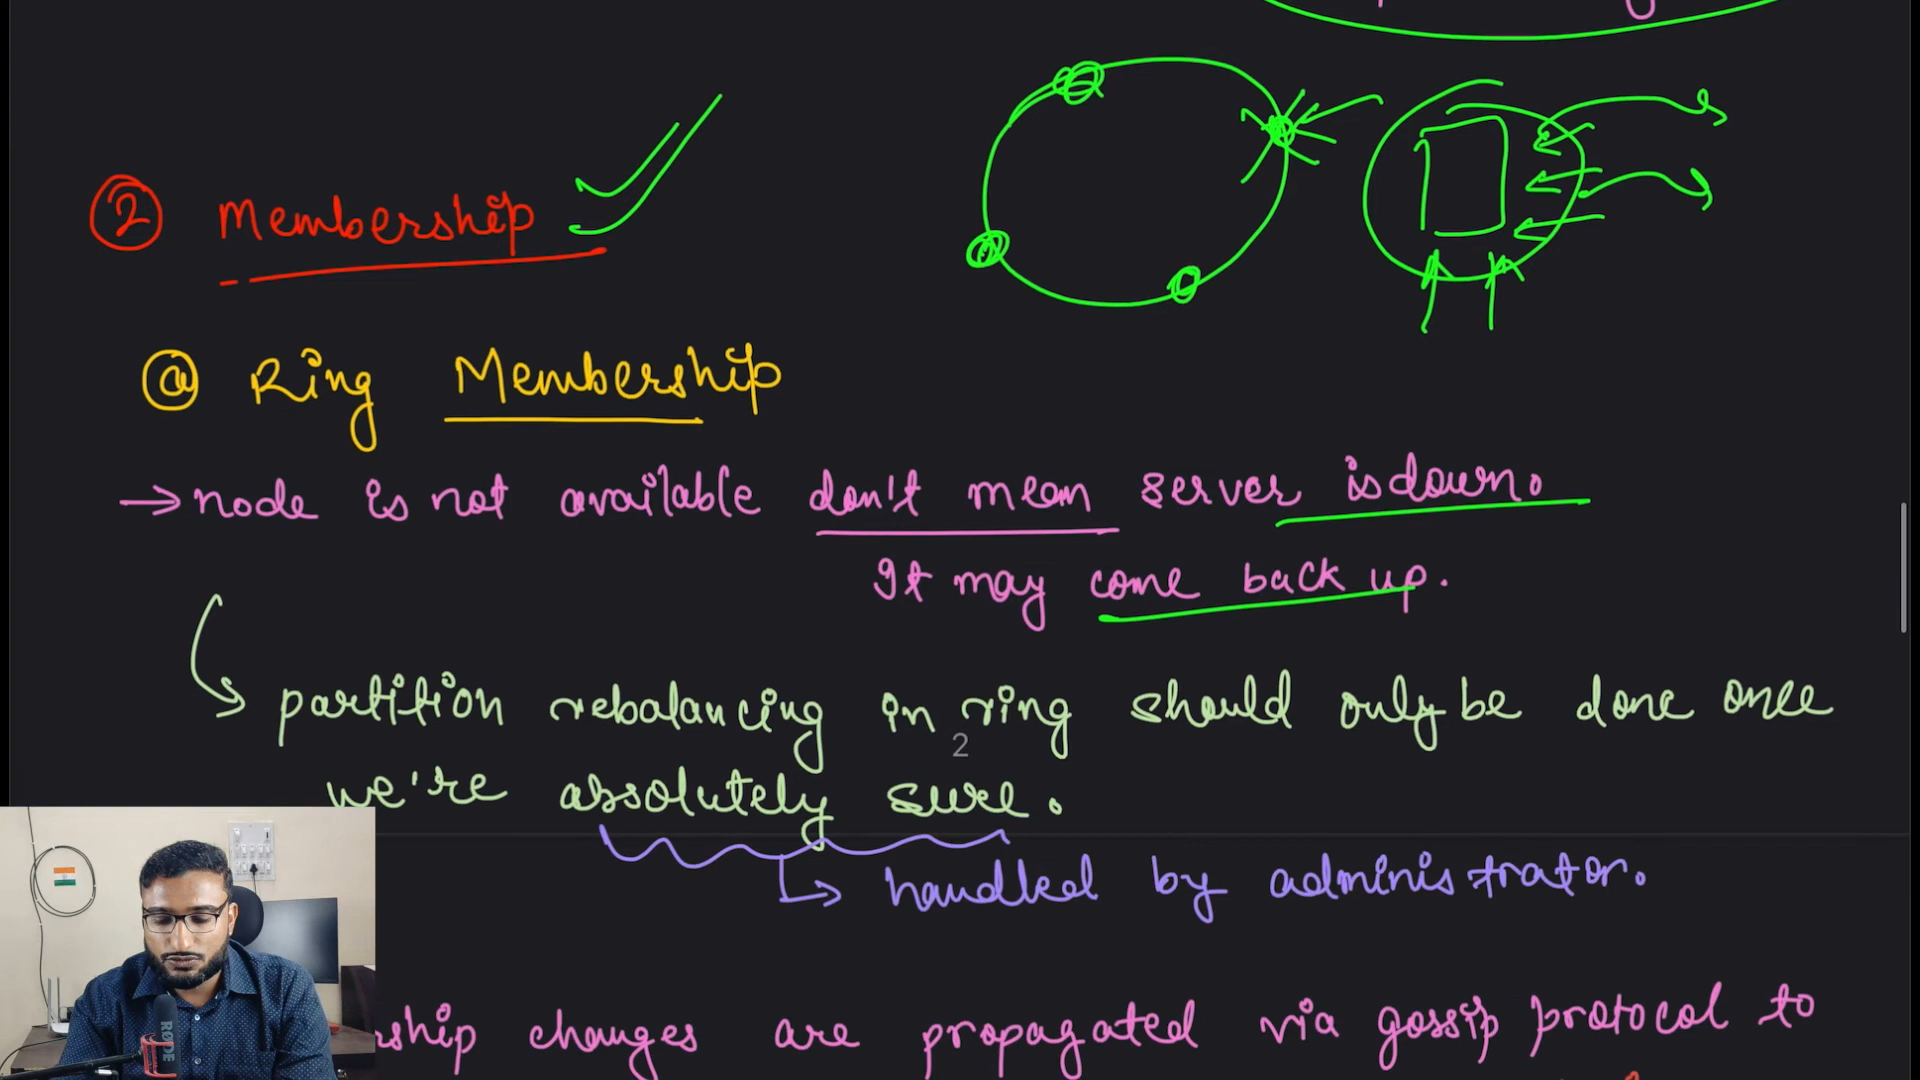 ② Membership
ⓐ Ring Membership
→ node is not available don't mean server is down.
It may come back up.
partition rebalancing in ring should only be done once
2
we're absolutely sure.
handled by administrator.
ship changes are propagated via gossip protocol to
RODE